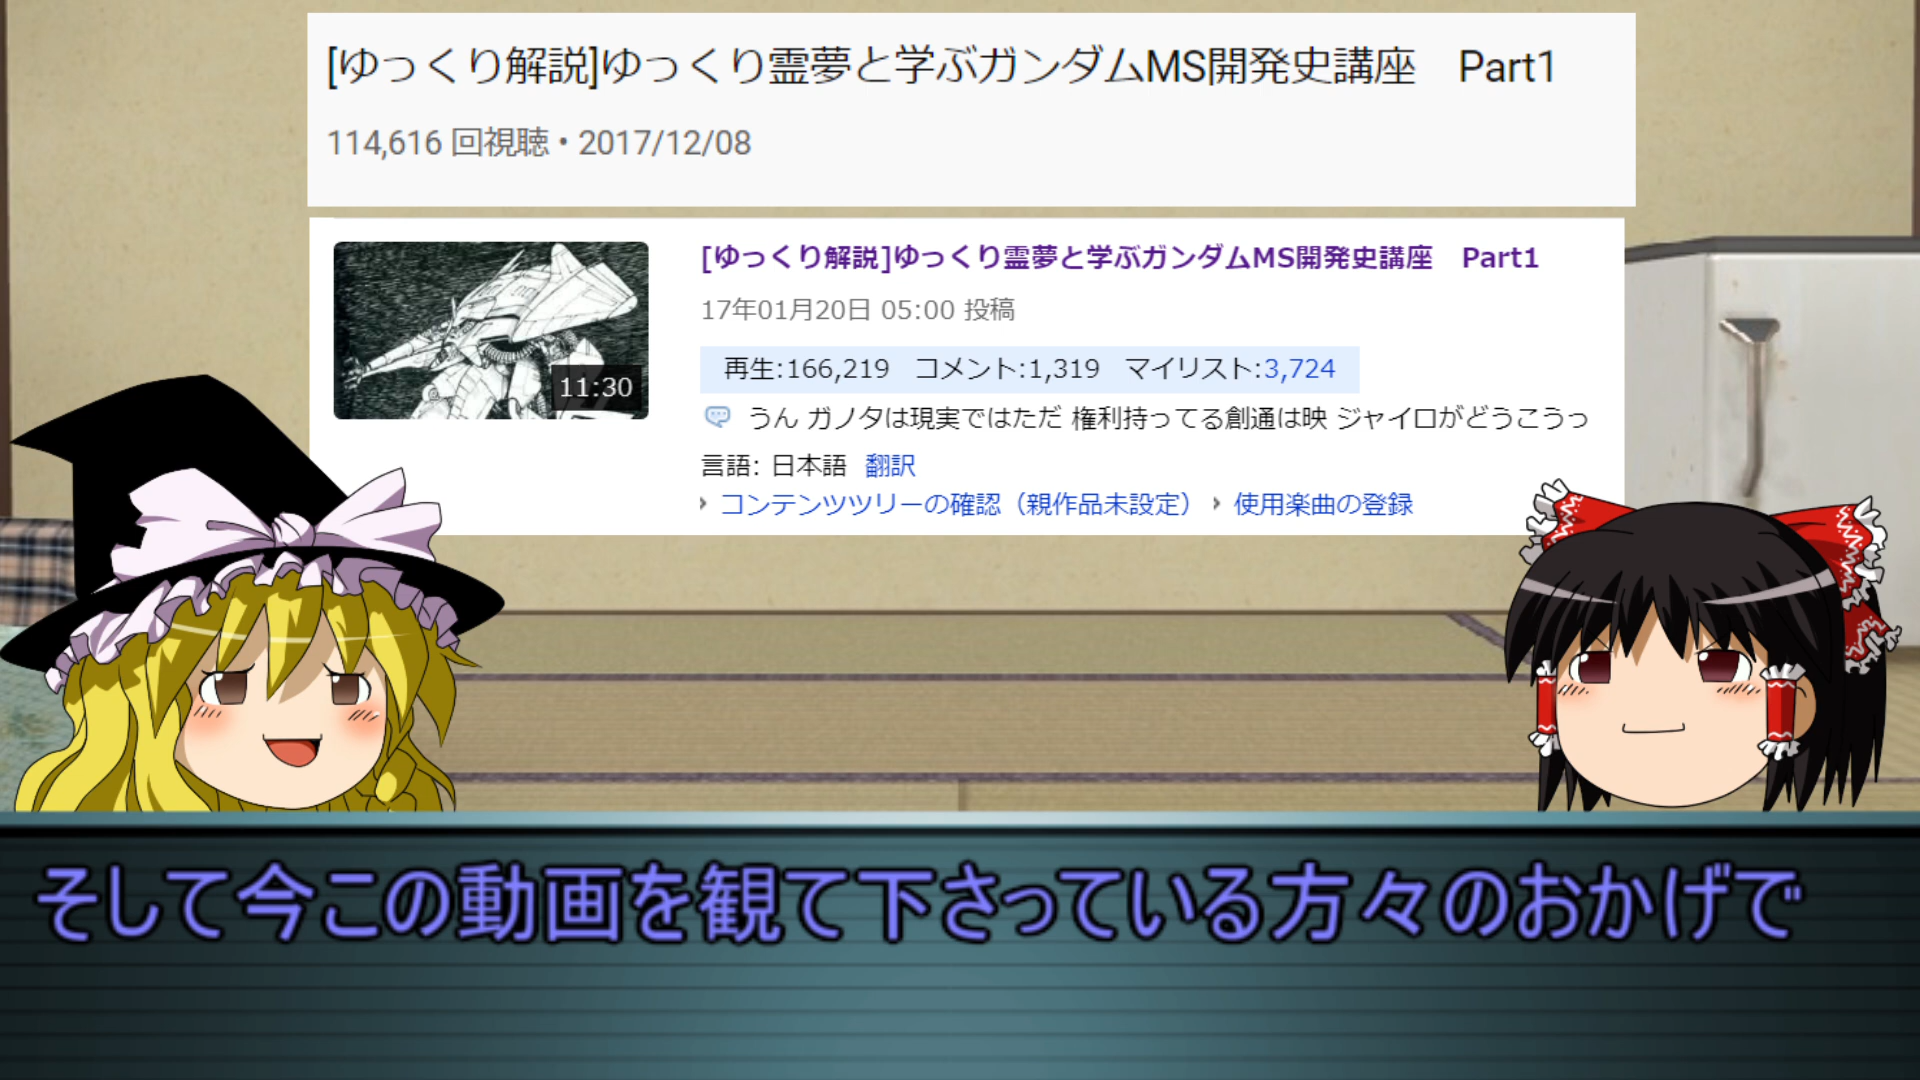 [ゆっくり解説]ゆっくり霊夢と学ぶガンダムMS開発史講座　Part1
114,616 回視聴・2017/12/08
[ゆっくり解説]ゆっくり霊夢と学ぶガンダムMS開発史講座　Part1
17年01月20日 05:00 投稿
再生:166,219　コメント:1,319　マイリスト:3,724
うん ガノタは現実ではただ 権利持ってる創通は映 ジャイロがどうこうっ
11:30
言語: 日本語 翻訳
コンテンツツリーの確認（親作品未設定） 使用楽曲の登録
そして今この動画を観て下さっている方々のおかげで